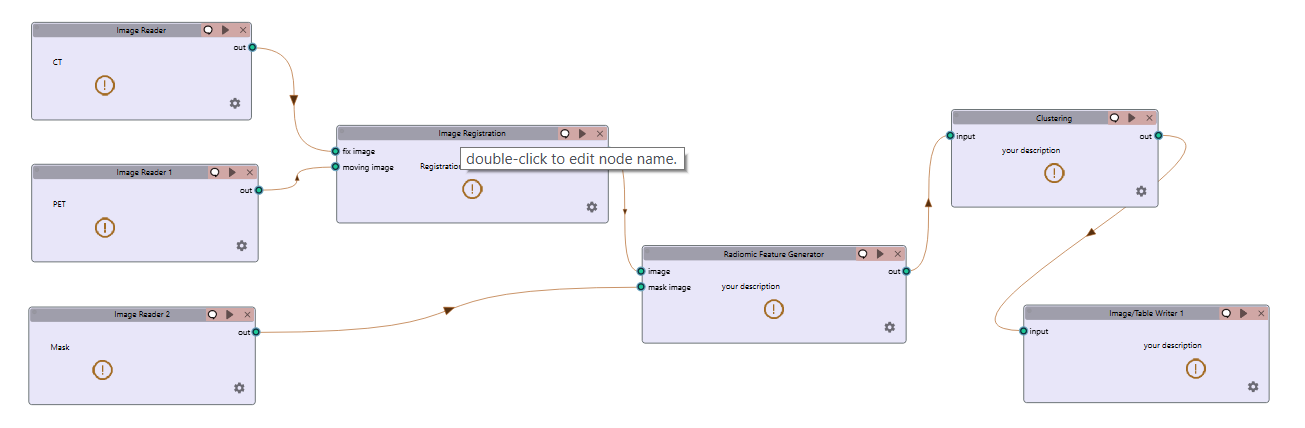 Image Reader
out
CT
Image Reader 1
out
PET
Image Reader 2
out
Mask
Image Registration
fix image
moving image
Registration
double-click to edit node name.
Radiomic Feature Generator
image
out
mask image
your description
Clustering
input
out
your description
Image/Table Writer 1
input
your description